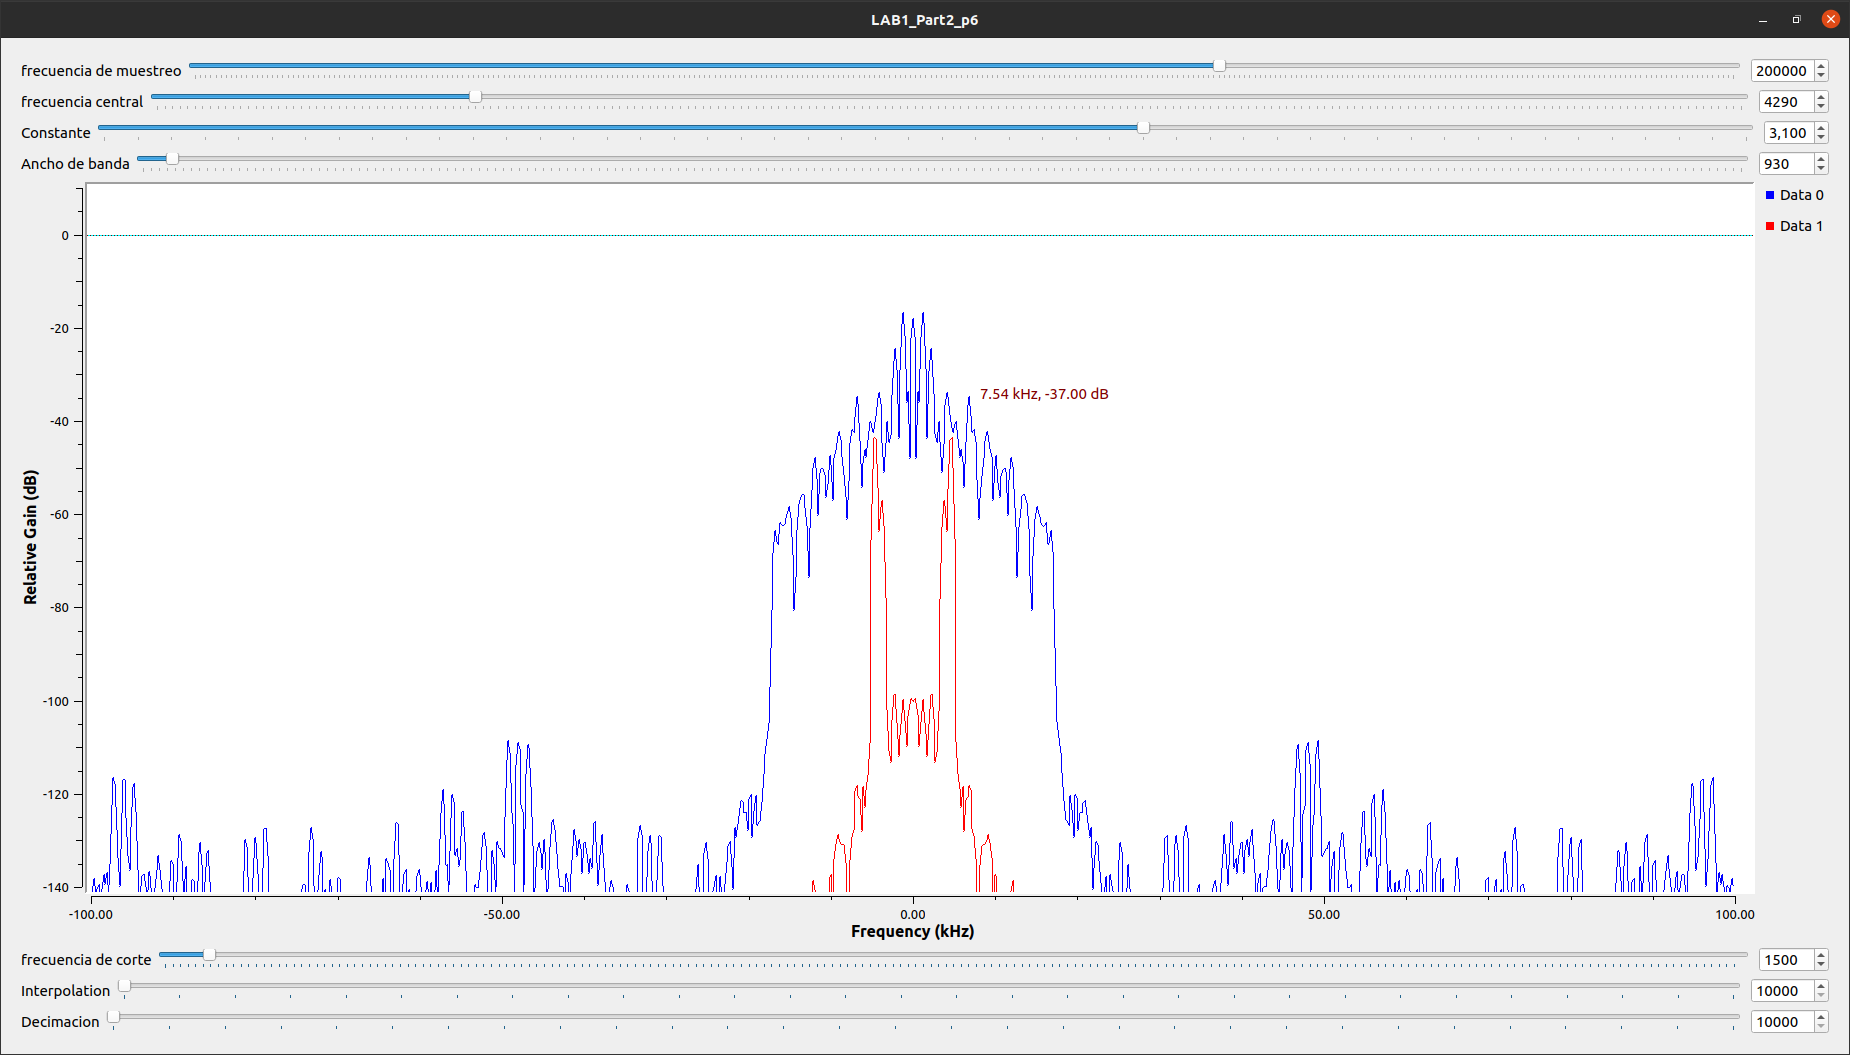 LAB1_Part2_p6
frecuencia de muestreo 200000
frecuencia central 4290
Constante 3,100
Ancho de banda 930
Data 0
Data 1
0
-20
7.54 kHz, -37.00 dB
-40
Relative Gain (dB)
-60
-80
-100
-120
-140
-100.00 -50.00 0.00 50.00 100.00
Frequency (kHz)
frecuencia de corte 1500
Interpolation 10000
Decimacion 10000